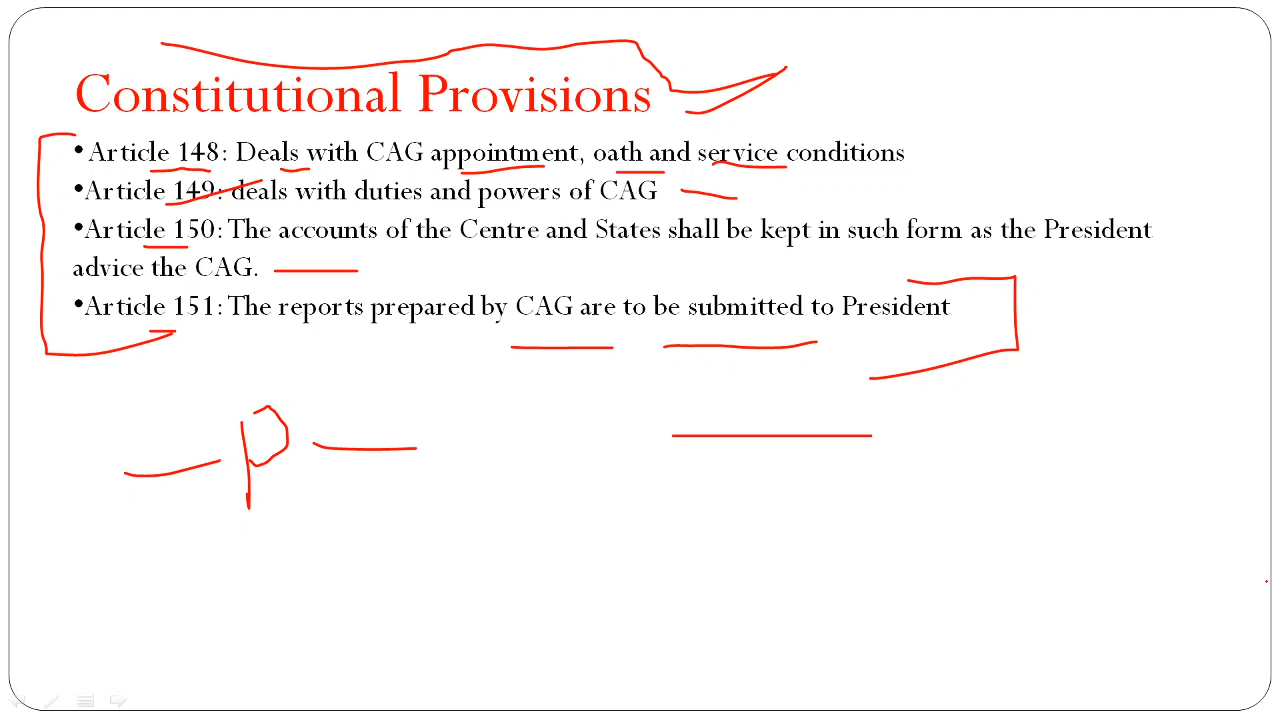 Constitutional Provisions
•Article 148: Deals with CAG appointment, oath and service conditions
•Article 149: deals with duties and powers of CAG
•Article 150: The accounts of the Centre and States shall be kept in such form as the President
advice the CAG.
•Article 151: The reports prepared by CAG are to be submitted to President
p